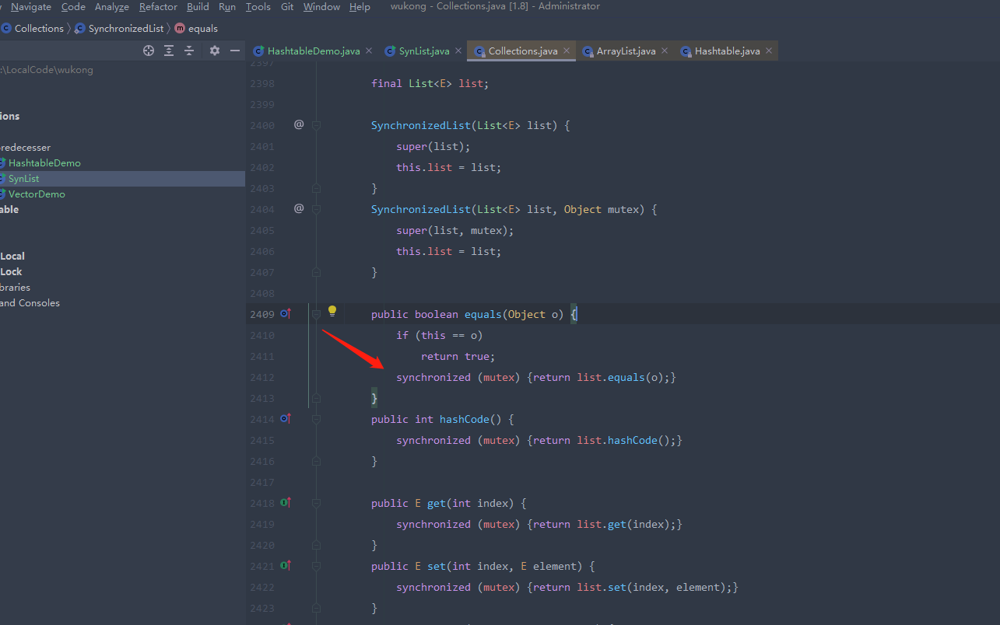 Navigate Code Analyze Refactor Build Run Tools Git Window Help wukong - Collections.java [1.8] - Administrator
Collections SynchronizedList equals
HashtableDemo.java SynList.java Collections.java ArrayList.java Hashtable.java
:\LocalCode\wukong
ions
redecesser
HashtableDemo
SynList
VectorDemo
able
Local
Lock
braries
and Consoles
2397
2398 final List<E> list;
2399
2400 @ SynchronizedList(List<E> list) {
2401 super(list);
2402 this.list = list;
2403 }
2404 @ SynchronizedList(List<E> list, Object mutex) {
2405 super(list, mutex);
2406 this.list = list;
2407 }
2408
2409 public boolean equals(Object o) {
2410 if (this == o)
2411 return true;
2412 synchronized (mutex) {return list.equals(o);}
2413 }
2414 public int hashCode() {
2415 synchronized (mutex) {return list.hashCode();}
2416 }
2417
2418 public E get(int index) {
2419 synchronized (mutex) {return list.get(index);}
2420 }
2421 public E set(int index, E element) {
2422 synchronized (mutex) {return list.set(index, element);}
2423 }